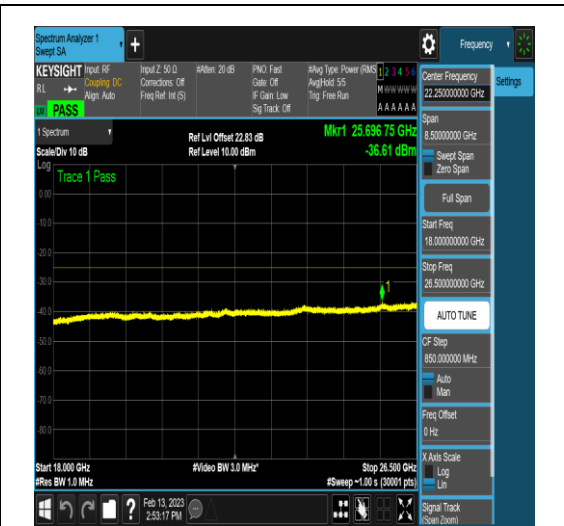 Spectrum Analyzer 1
Swept SA
+
Frequency
KEYSIGHT
Input: RF
Coupling: DC
Align: Auto
RL
PASS
Input Z: 50 Ω
Corrections: Off
Freq Ref: Int (S)
#Atten: 20 dB
PNO: Fast
Gate: Off
IF Gain: Low
Sig Track: Off
#Avg Type: Power (RMS)
Avg|Hold: 5/5
Trig: Free Run
1 2 3 4 5 6
M W W W W W
A A A A A A
1 Spectrum
Scale/Div 10 dB
Ref Lvl Offset 22.83 dB
Ref Level 10.00 dBm
Mkr1 25.696 75 GHz
-36.61 dBm
Log
Trace 1 Pass
0.00
-10.0
-20.0
-30.0
-40.0
-50.0
-60.0
-70.0
-80.0
1
Start 18.000 GHz
#Res BW 1.0 MHz
#Video BW 3.0 MHz*
Stop 26.500 GHz
#Sweep ~1.00 s (30001 pts)
Feb 13, 2023
2:53:17 PM
?
Center Frequency
22.250000000 GHz
Settings
Span
8.50000000 GHz
Swept Span
Zero Span
Full Span
Start Freq
18.000000000 GHz
Stop Freq
26.500000000 GHz
AUTO TUNE
CF Step
850.000000 MHz
Auto
Man
Freq Offset
0 Hz
X Axis Scale
Log
Lin
Signal Track
(Span Zoom)